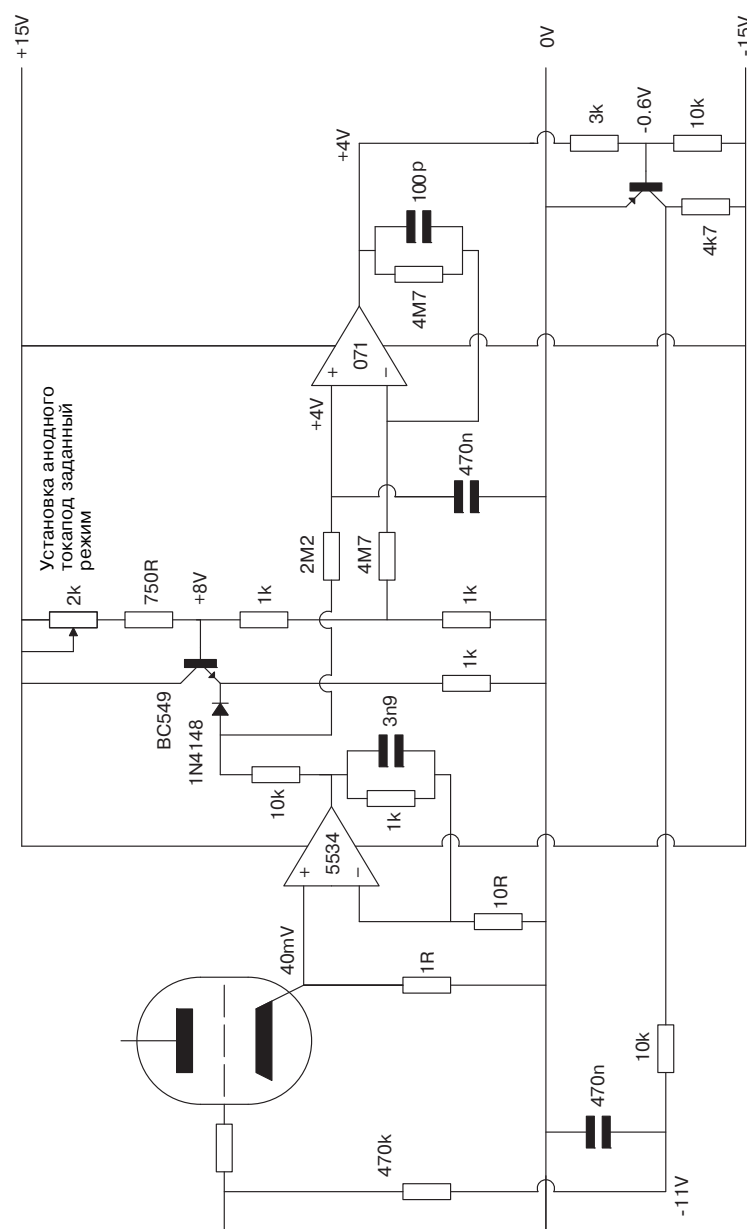 +15V
0V
-15V
Установка анодного
токапод заданный
режим
2k
750R
+8V
1k
1k
BC549
1N4148
1k
10k
3n9
1k
5534
+
−
10R
40mV
1R
2M2
4M7
470n
+4V
071
+
−
4M7
100p
+4V
3k
-0.6V
10k
4k7
10k
470n
470k
-11V